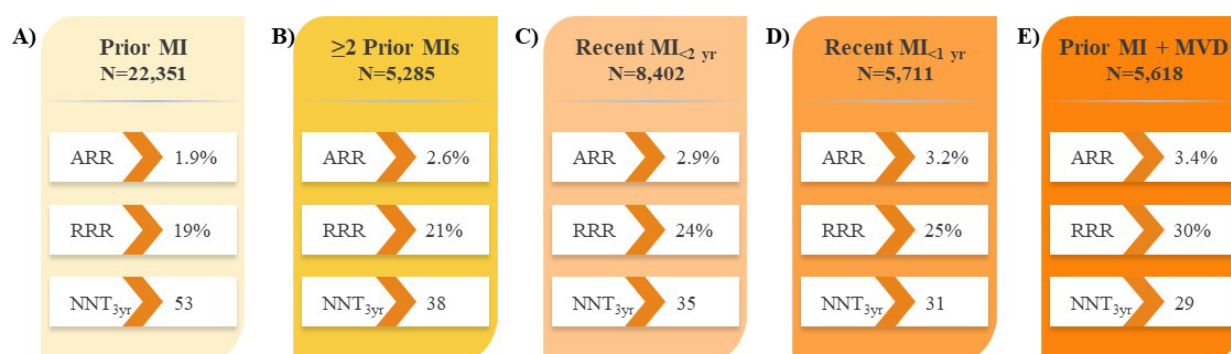 A)
Prior MI
N=22,351
ARR 1.9%
RRR 19%
NNT3yr 53
B)
≥2 Prior MIs
N=5,285
ARR 2.6%
RRR 21%
NNT3yr 38
C)
Recent MI<2 yr
N=8,402
ARR 2.9%
RRR 24%
NNT3yr 35
D)
Recent MI<1 yr
N=5,711
ARR 3.2%
RRR 25%
NNT3yr 31
E)
Prior MI + MVD
N=5,618
ARR 3.4%
RRR 30%
NNT3yr 29